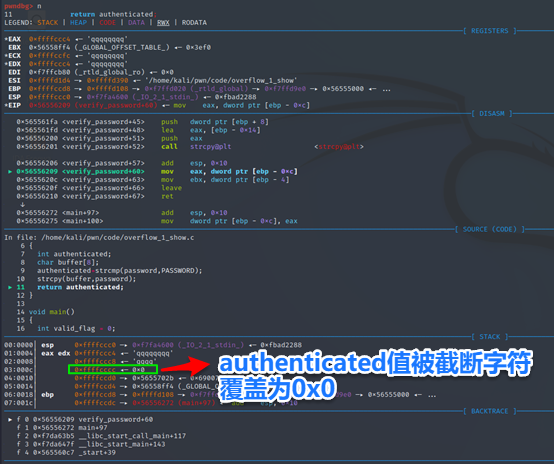 pwndbg> n
11          return authenticated;
LEGEND: STACK | HEAP | CODE | DATA | RWX | RODATA
[ REGISTERS ]
*EAX  0xffffccc4 ◂— 'qqqqqqqq'
EBX  0x56558ff4 (_GLOBAL_OFFSET_TABLE_) ◂— 0x3ef0
*ECX  0xffffccfc ◂— 'qqqqqqqq'
*EDX  0xffffccc4 ◂— 'qqqqqqqq'
EDI  0xf7ffcb80 (_rtld_global_ro) ◂— 0x0
ESI  0xffffd1d4 —▸ 0xffffd390 ◂— '/home/kali/pwn/code/overflow_1_show'
EBP  0xffffccd8 —▸ 0xffffd108 —▸ 0xf7ffd020 (_rtld_global) —▸ 0xf7ffd9e0 —▸ 0x56555000 ◂— ...
ESP  0xffffccc0 —▸ 0xf7fa4600 (_IO_2_1_stdin_) ◂— 0xfbad2288
*EIP  0x56556209 (verify_password+60) ◂— mov    eax, dword ptr [ebp - 0xc]
[ DISASM ]
0x565561fa <verify_password+45>    push   dword ptr [ebp + 8]
0x565561fd <verify_password+48>    lea    eax, [ebp - 0x14]
0x56556200 <verify_password+51>    push   eax
0x56556201 <verify_password+52>    call   strcpy@plt                     <strcpy@plt>
0x56556206 <verify_password+57>    add    esp, 0x10
► 0x56556209 <verify_password+60>    mov    eax, dword ptr [ebp - 0xc]
0x5655620c <verify_password+63>    mov    ebx, dword ptr [ebp - 4]
0x5655620f <verify_password+66>    leave
0x56556210 <verify_password+67>    ret
↓
0x56556272 <main+97>               add    esp, 0x10
0x56556275 <main+100>              mov    dword ptr [ebp - 0xc], eax
[ SOURCE (CODE) ]
In file: /home/kali/pwn/code/overflow_1_show.c
6 {
7   int authenticated;
8   char buffer[8];
9   authenticated=strcmp(password,PASSWORD);
10   strcpy(buffer,password);
► 11   return authenticated;
12 }
13
14 void main()
15 {
16   int valid_flag = 0;
[ STACK ]
00:0000│ esp     0xffffccc0 —▸ 0xf7fa4600 (_IO_2_1_stdin_) ◂— 0xfbad2288
01:0004│ eax edx 0xffffccc4 ◂— 'qqqqqqqq'
02:0008│         0xffffccc8 ◂— 'qqqq'
03:000c│         0xffffcccc ◂— 0x0
04:0010│         0xffffccd0 —▸ 0x5655702b ◂— 0x69007
05:0014│         0xffffccd4 —▸ 0x56558ff4 (_GLOBAL_O
06:0018│ ebp     0xffffccd8 —▸ 0xffffd108 —▸ 0xf7ff
9e0 —▸ 0x56555000 ◂— ...
07:001c│         0xffffccdc —▸ 0x56556272 (main+97) ◂— add
authenticated值被截断字符
覆盖为0x0
[ BACKTRACE ]
► f 0 0x56556209 verify_password+60
f 1 0x56556272 main+97
f 2 0xf7da63b5 __libc_start_call_main+117
f 3 0xf7da647f __libc_start_main+143
f 4 0x565560c7 _start+39